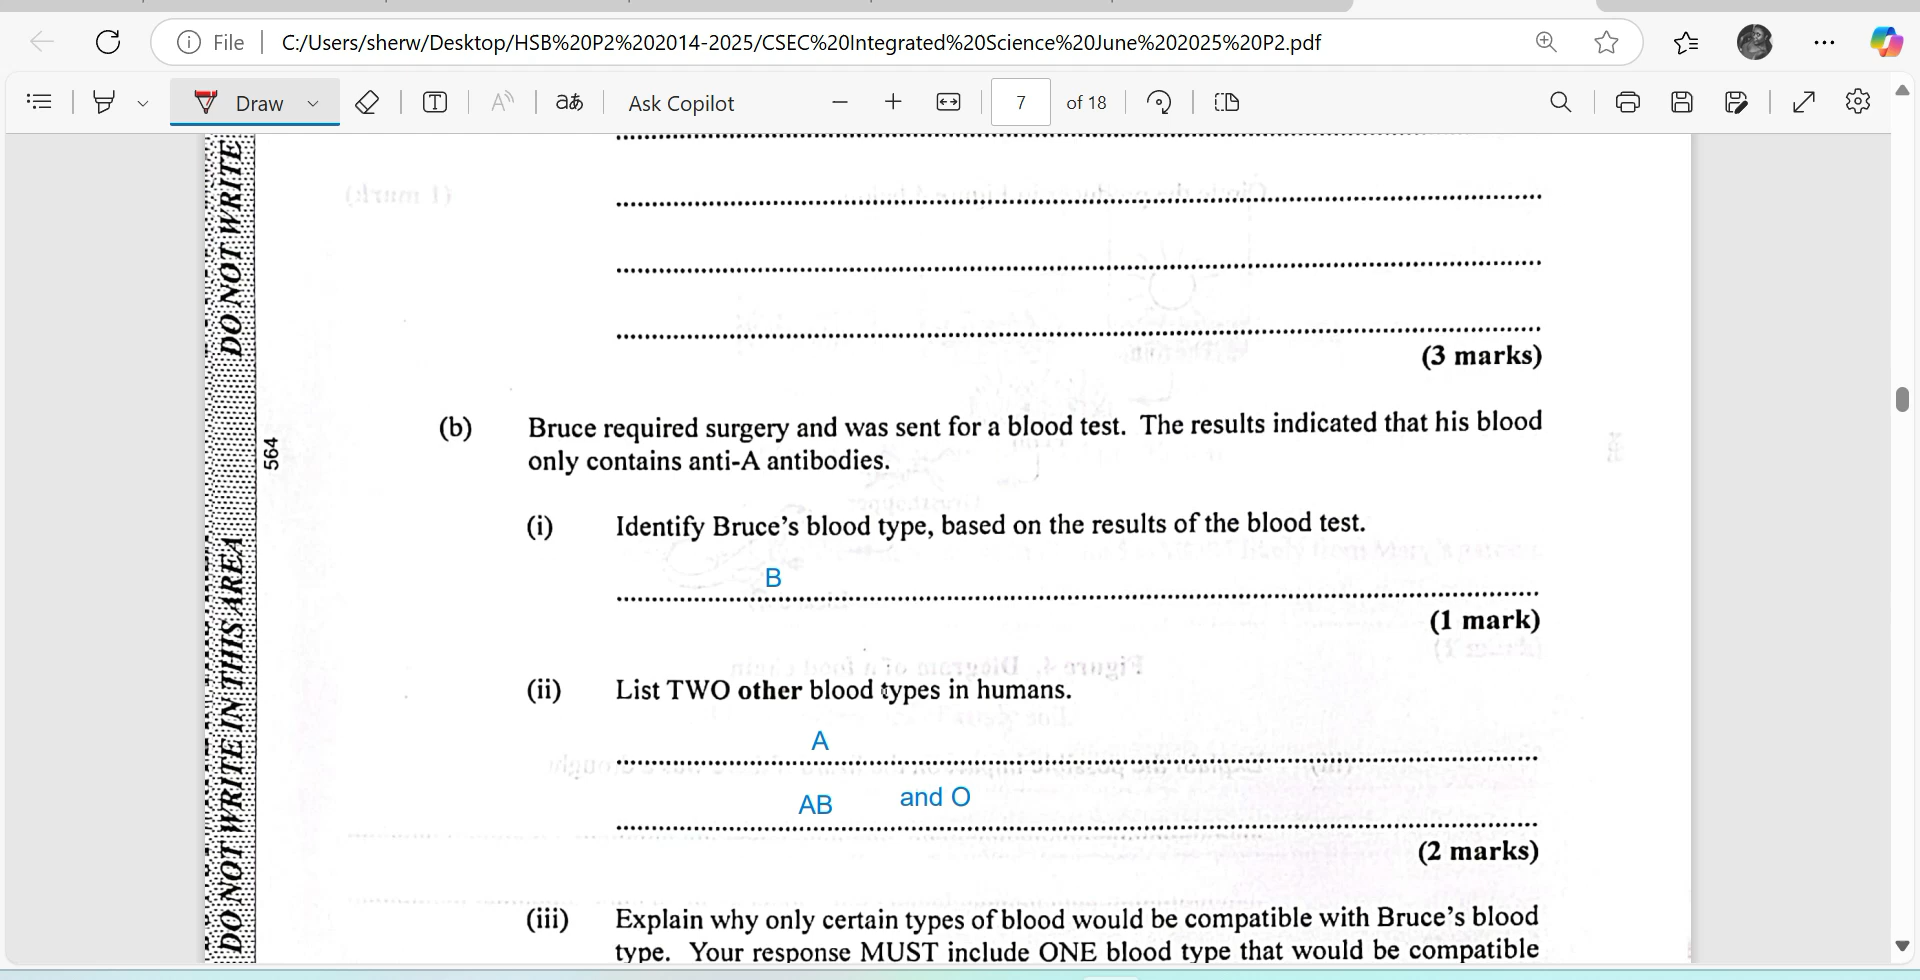 File
C:/Users/sherw/Desktop/HSB%20P2%202014-2025/CSEC%20Integrated%20Science%20June%202025%20P2.pdf
Draw
aあ
Ask Copilot
7
of 18
DO NOT WRITE
(3 marks)
564
(b) Bruce required surgery and was sent for a blood test. The results indicated that his blood
only contains anti-A antibodies.
(i) Identify Bruce's blood type, based on the results of the blood test.
B
(1 mark)
(ii) List TWO other blood types in humans.
A
AB and O
(2 marks)
(iii) Explain why only certain types of blood would be compatible with Bruce's blood
type. Your response MUST include ONE blood type that would be compatible
DO NOT WRITE IN THIS AREA